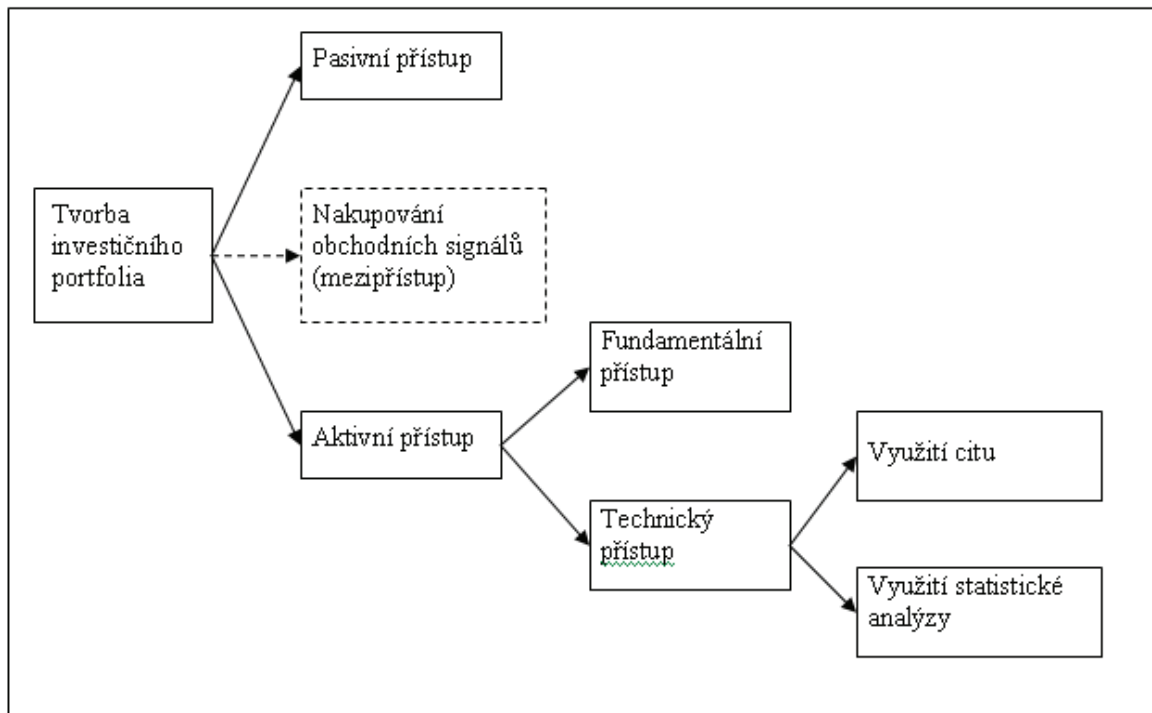 Pasivní přístup
Tvorba
investičního
portfolia
Nakupování
obchodních signálů
(mezipřístup)
Aktivní přístup
Fundamentální
přístup
Technický
přístup
Využití citu
Využití statistické
analýzy